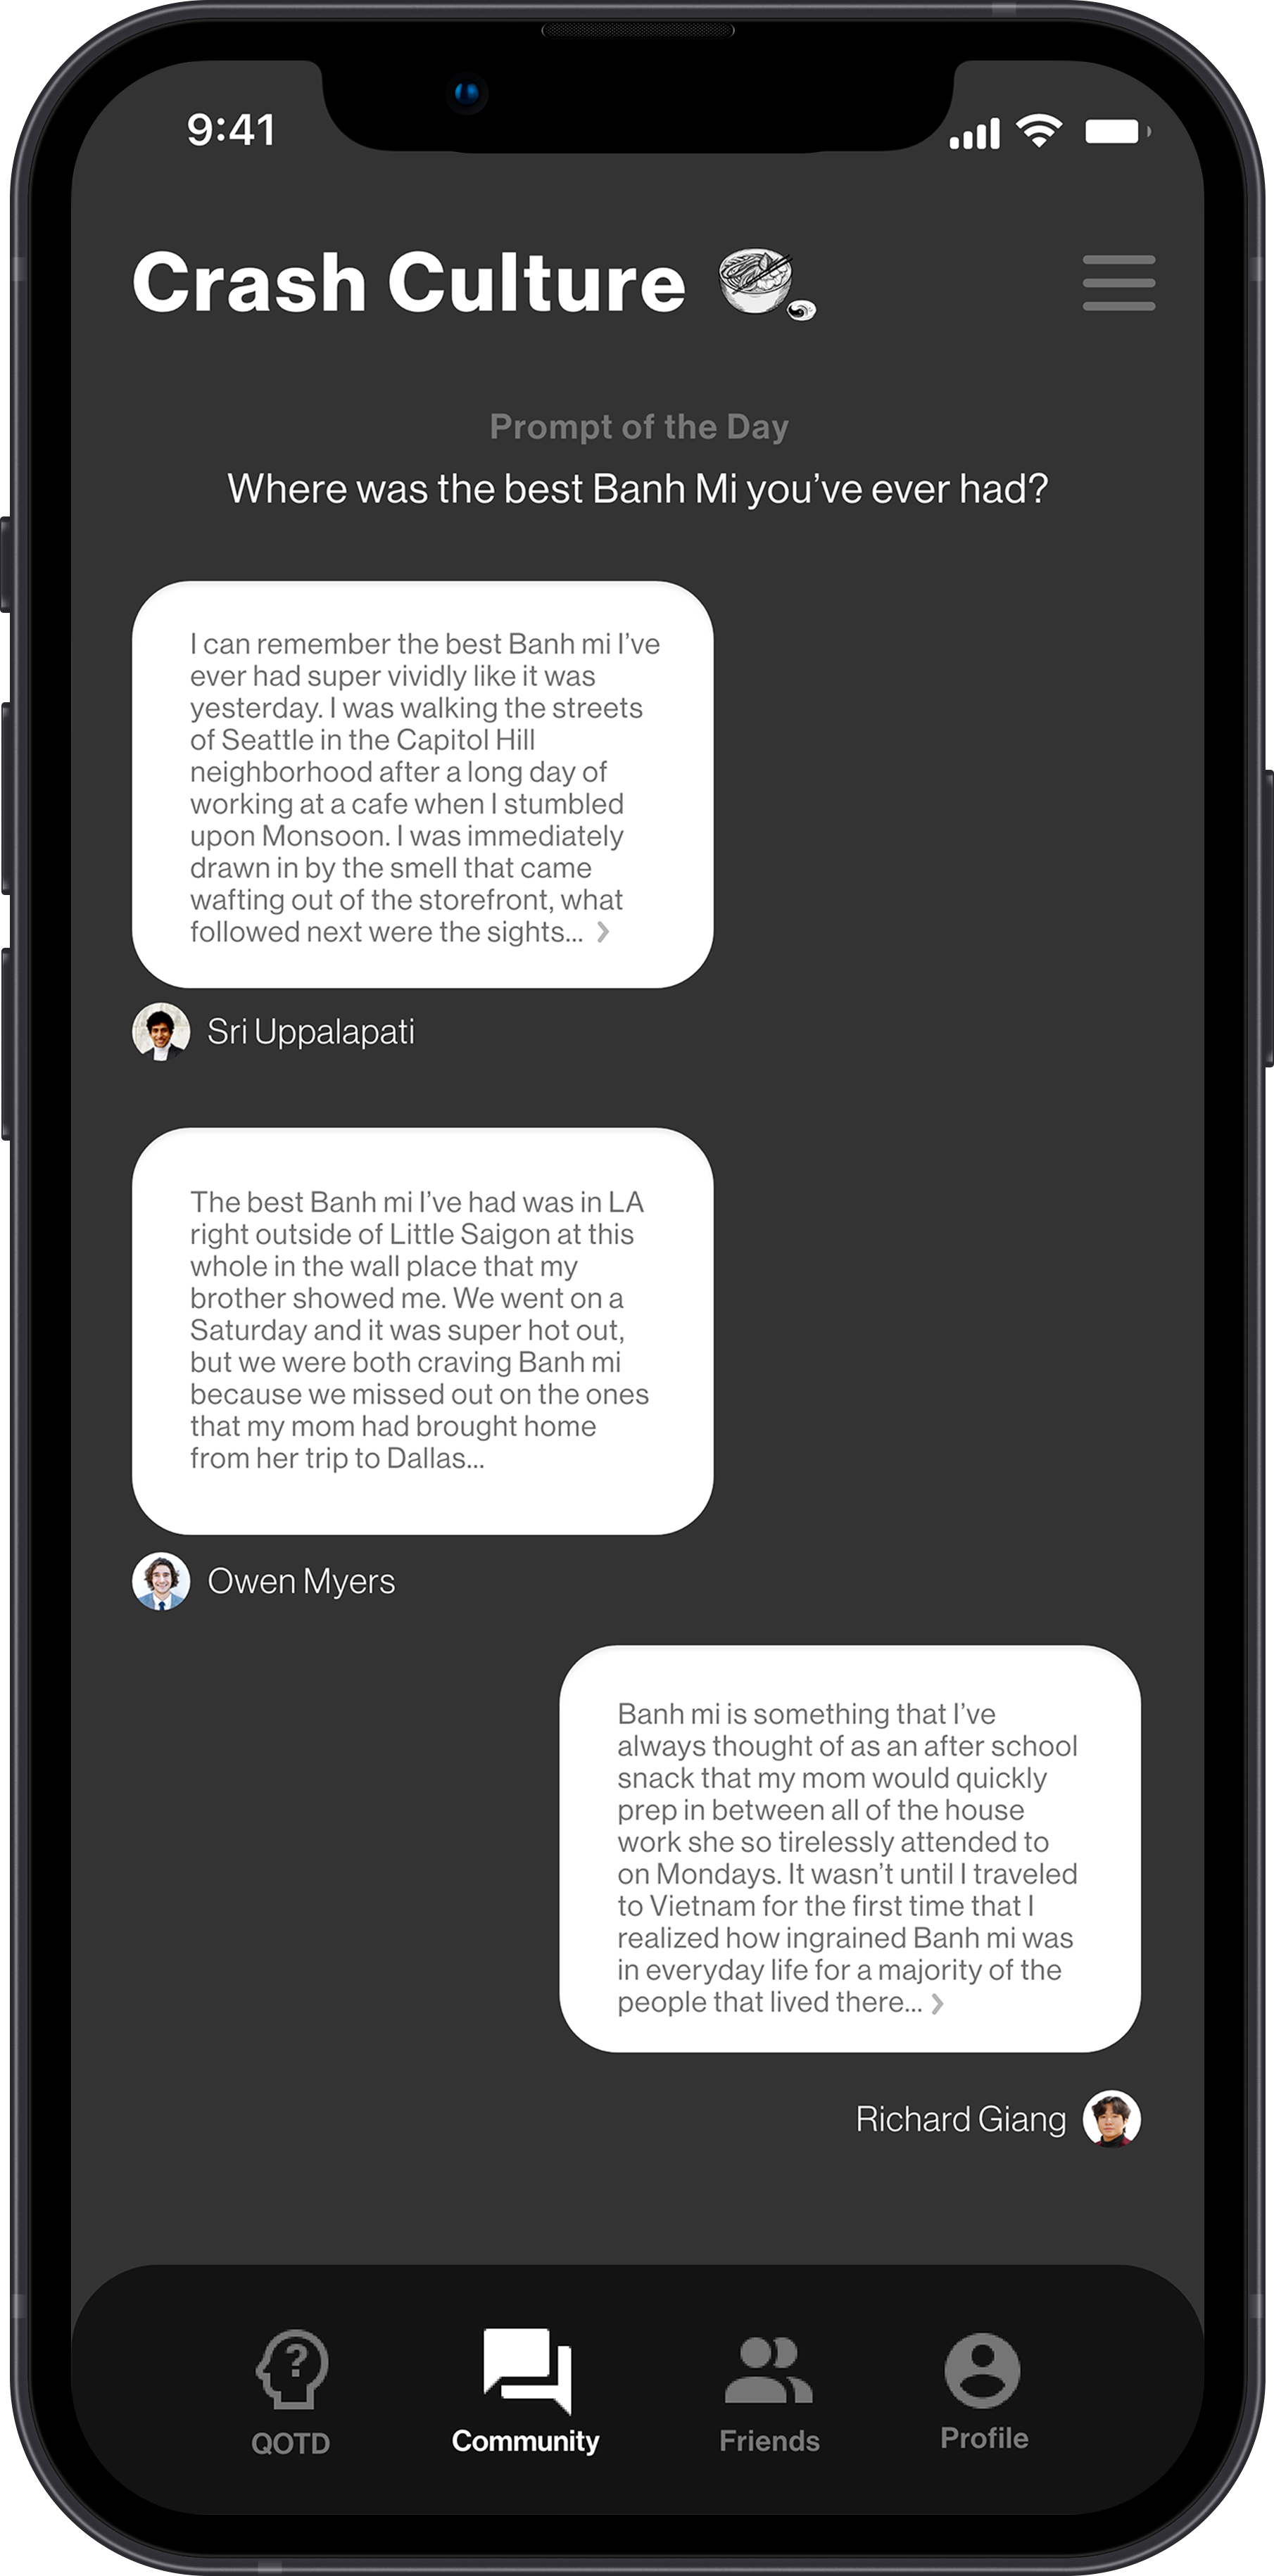 9:41
Crash Culture
Prompt of the Day
Where was the best Banh Mi you’ve ever had?
I can remember the best Banh mi I’ve
ever had super vividly like it was
yesterday. I was walking the streets
of Seattle in the Capitol Hill
neighborhood after a long day of
working at a cafe when I stumbled
upon Monsoon. I was immediately
drawn in by the smell that came
wafting out of the storefront, what
followed next were the sights...
Sri Uppalapati
The best Banh mi I’ve had was in LA
right outside of Little Saigon at this
whole in the wall place that my
brother showed me. We went on a
Saturday and it was super hot out,
but we were both craving Banh mi
because we missed out on the ones
that my mom had brought home
from her trip to Dallas...
Owen Myers
Banh mi is something that I’ve
always thought of as an after school
snack that my mom would quickly
prep in between all of the house
work she so tirelessly attended to
on Mondays. It wasn’t until I traveled
to Vietnam for the first time that I
realized how ingrained Banh mi was
in everyday life for a majority of the
people that lived there...
Richard Giang
QOTD
Community
Friends
Profile